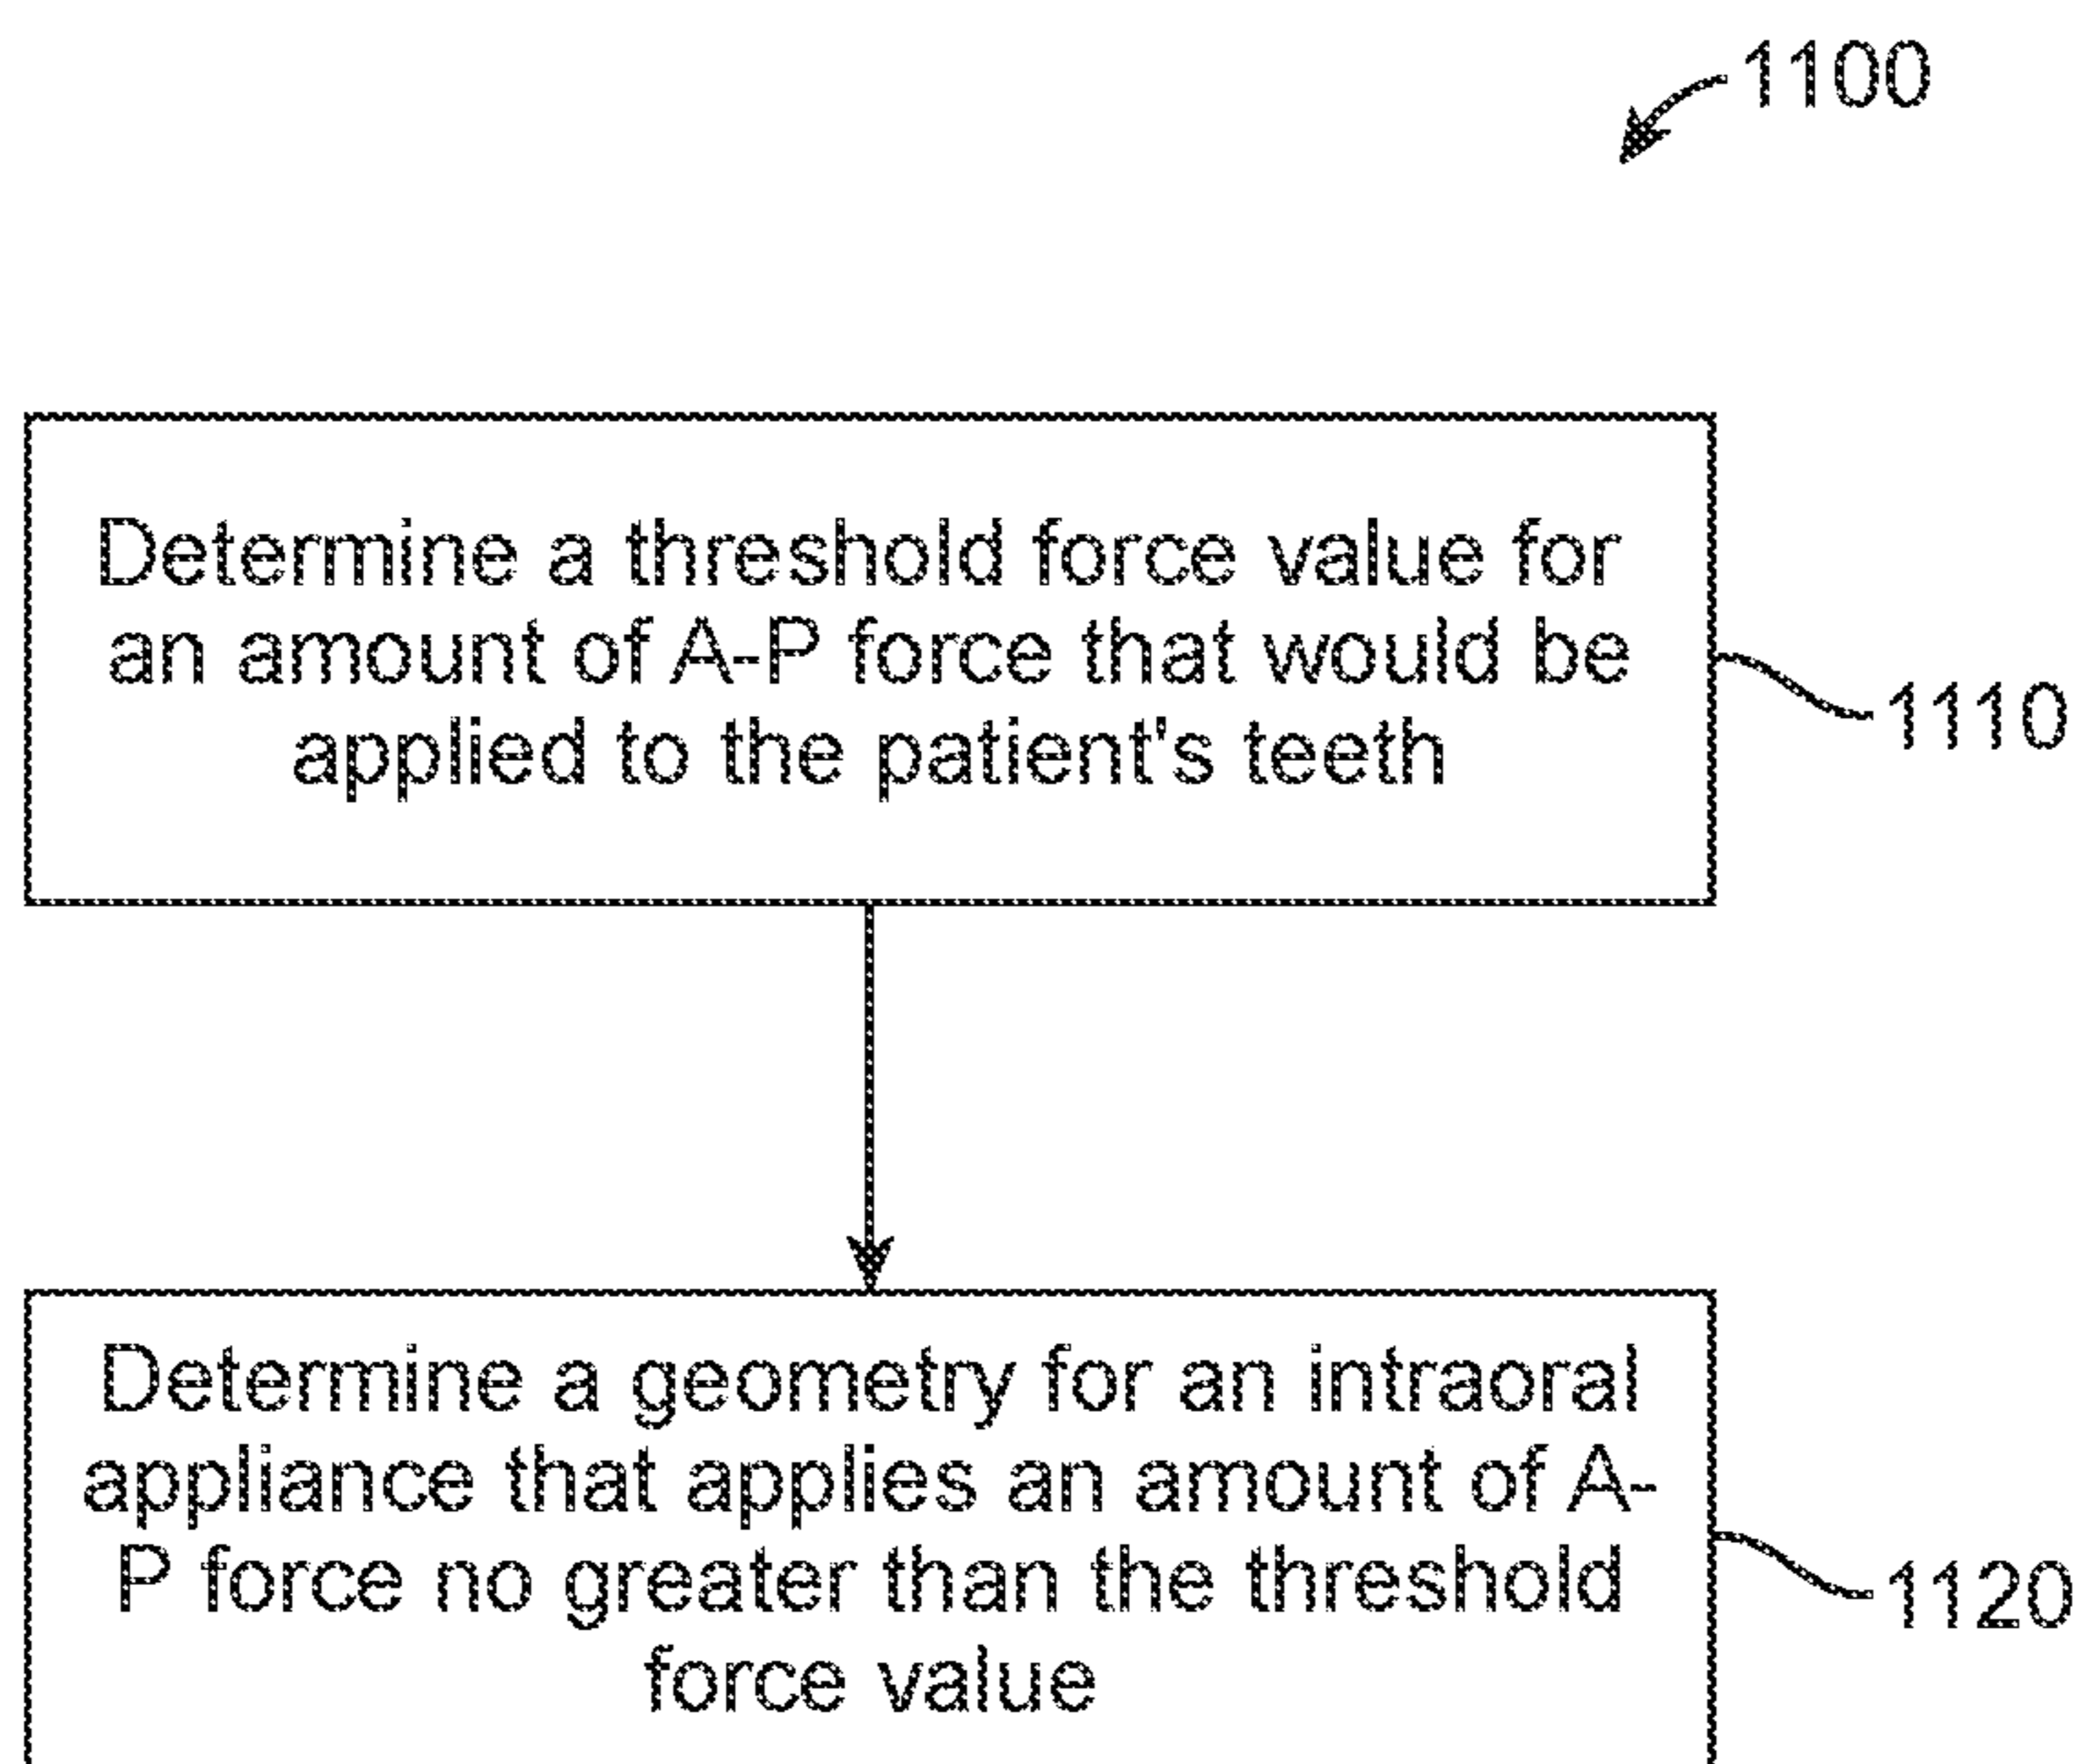 1100
Determine a threshold force value for
an amount of A-P force that would be
applied to the patient's teeth
1110
Determine a geometry for an intraoral
appliance that applies an amount of A-
P force no greater than the threshold
force value
1120